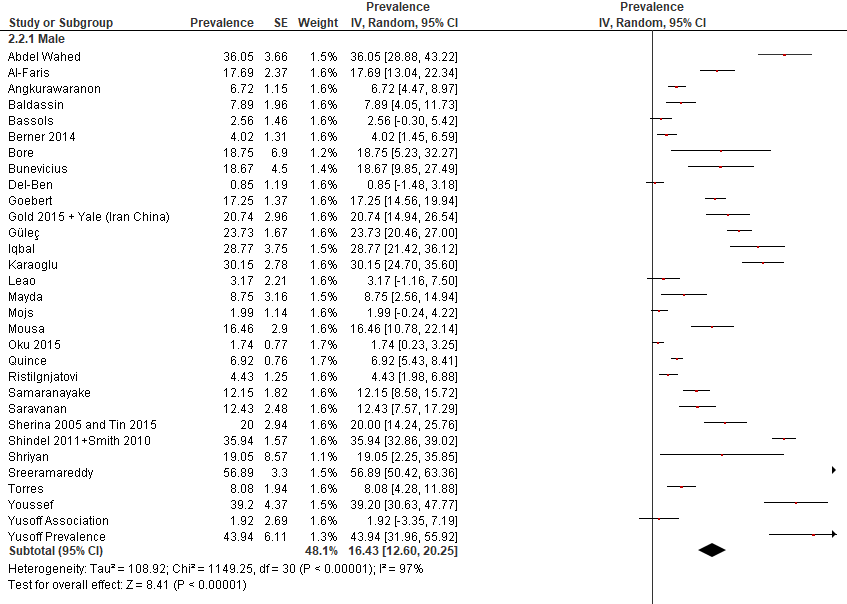 Prevalence Prevalence
Study or Subgroup Prevalence SE Weight IV, Random, 95% CI IV, Random, 95% CI
2.2.1 Male
Abdel Wahed 36.05 3.66 1.5% 36.05 [28.88, 43.22]
Al-Faris 17.69 2.37 1.6% 17.69 [13.04, 22.34]
Angkurawaranon 6.72 1.15 1.6% 6.72 [4.47, 8.97]
Baldassin 7.89 1.96 1.6% 7.89 [4.05, 11.73]
Bassols 2.56 1.46 1.6% 2.56 [-0.30, 5.42]
Berner 2014 4.02 1.31 1.6% 4.02 [1.45, 6.59]
Bore 18.75 6.9 1.2% 18.75 [5.23, 32.27]
Bunevicius 18.67 4.5 1.4% 18.67 [9.85, 27.49]
Del-Ben 0.85 1.19 1.6% 0.85 [-1.48, 3.18]
Goebert 17.25 1.37 1.6% 17.25 [14.56, 19.94]
Gold 2015 + Yale (Iran China) 20.74 2.96 1.6% 20.74 [14.94, 26.54]
Güleç 23.73 1.67 1.6% 23.73 [20.46, 27.00]
Iqbal 28.77 3.75 1.5% 28.77 [21.42, 36.12]
Karaoglu 30.15 2.78 1.6% 30.15 [24.70, 35.60]
Leao 3.17 2.21 1.6% 3.17 [-1.16, 7.50]
Mayda 8.75 3.16 1.5% 8.75 [2.56, 14.94]
Mojs 1.99 1.14 1.6% 1.99 [-0.24, 4.22]
Mousa 16.46 2.9 1.6% 16.46 [10.78, 22.14]
Oku 2015 1.74 0.77 1.6% 1.74 [0.23, 3.25]
Quince 6.92 0.76 1.7% 6.92 [5.43, 8.41]
Ristilgnjatovi 4.43 1.25 1.6% 4.43 [1.98, 6.88]
Samaranayake 12.15 1.82 1.6% 12.15 [8.58, 15.72]
Saravanan 12.43 2.48 1.6% 12.43 [7.57, 17.29]
Sherina 2005 and Tin 2015 20 2.94 1.6% 20.00 [14.24, 25.76]
Shindel 2011+Smith 2010 35.94 1.57 1.6% 35.94 [32.86, 39.02]
Shriyan 19.05 8.57 1.1% 19.05 [2.25, 35.85]
Sreeramareddy 56.89 3.3 1.5% 56.89 [50.42, 63.36]
Torres 8.08 1.94 1.6% 8.08 [4.28, 11.88]
Youssef 39.2 4.37 1.5% 39.20 [30.63, 47.77]
Yusoff Association 1.92 2.69 1.6% 1.92 [-3.35, 7.19]
Yusoff Prevalence 43.94 6.11 1.3% 43.94 [31.96, 55.92]
Subtotal (95% CI) 48.1% 16.43 [12.60, 20.25]
Heterogeneity: Tau² = 108.92; Chi² = 1149.25, df = 30 (P < 0.00001); I² = 97%
Test for overall effect: Z = 8.41 (P < 0.00001)